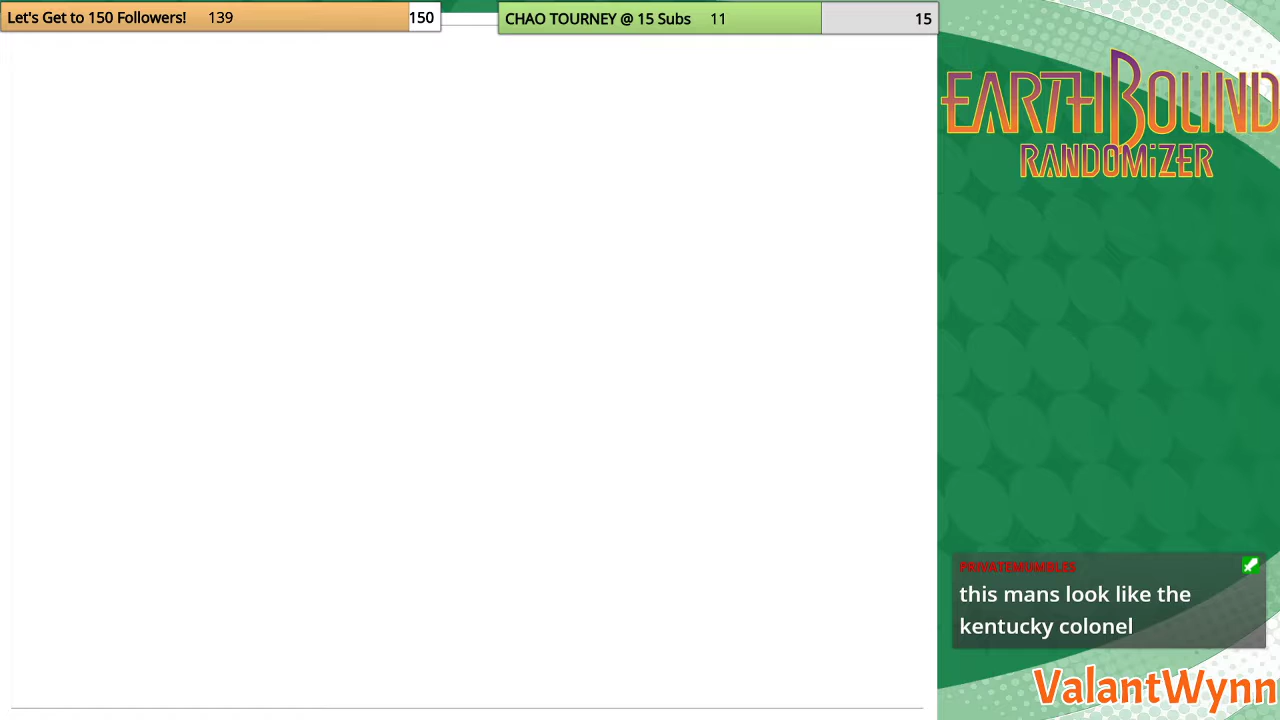 Let's Get to 150 Followers! 139 150
CHAO TOURNEY @ 15 Subs 11 15
EARTHBOUND
RANDOMiZER
PRIVATEMUMBLES
this mans look like the
kentucky colonel
ValantWynn